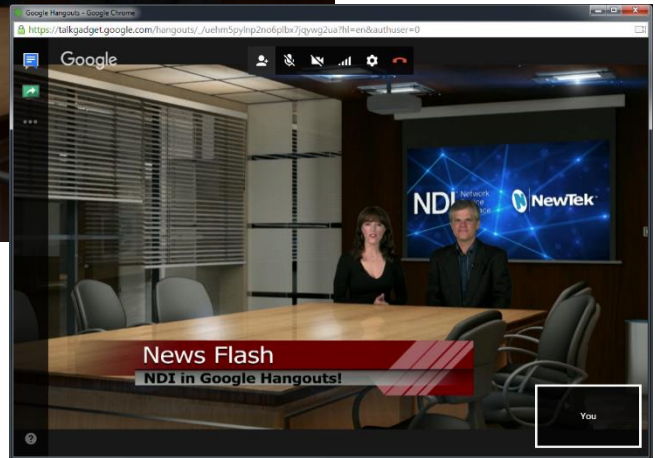 Google Hangouts - Google Chrome
https://talkgadget.google.com/hangouts/_/uehm5pylnp2no6plbx7jqywg2ua?hl=en&authuser=0
Google
NDI
Network
NewTek
News Flash
NDI in Google Hangouts!
You